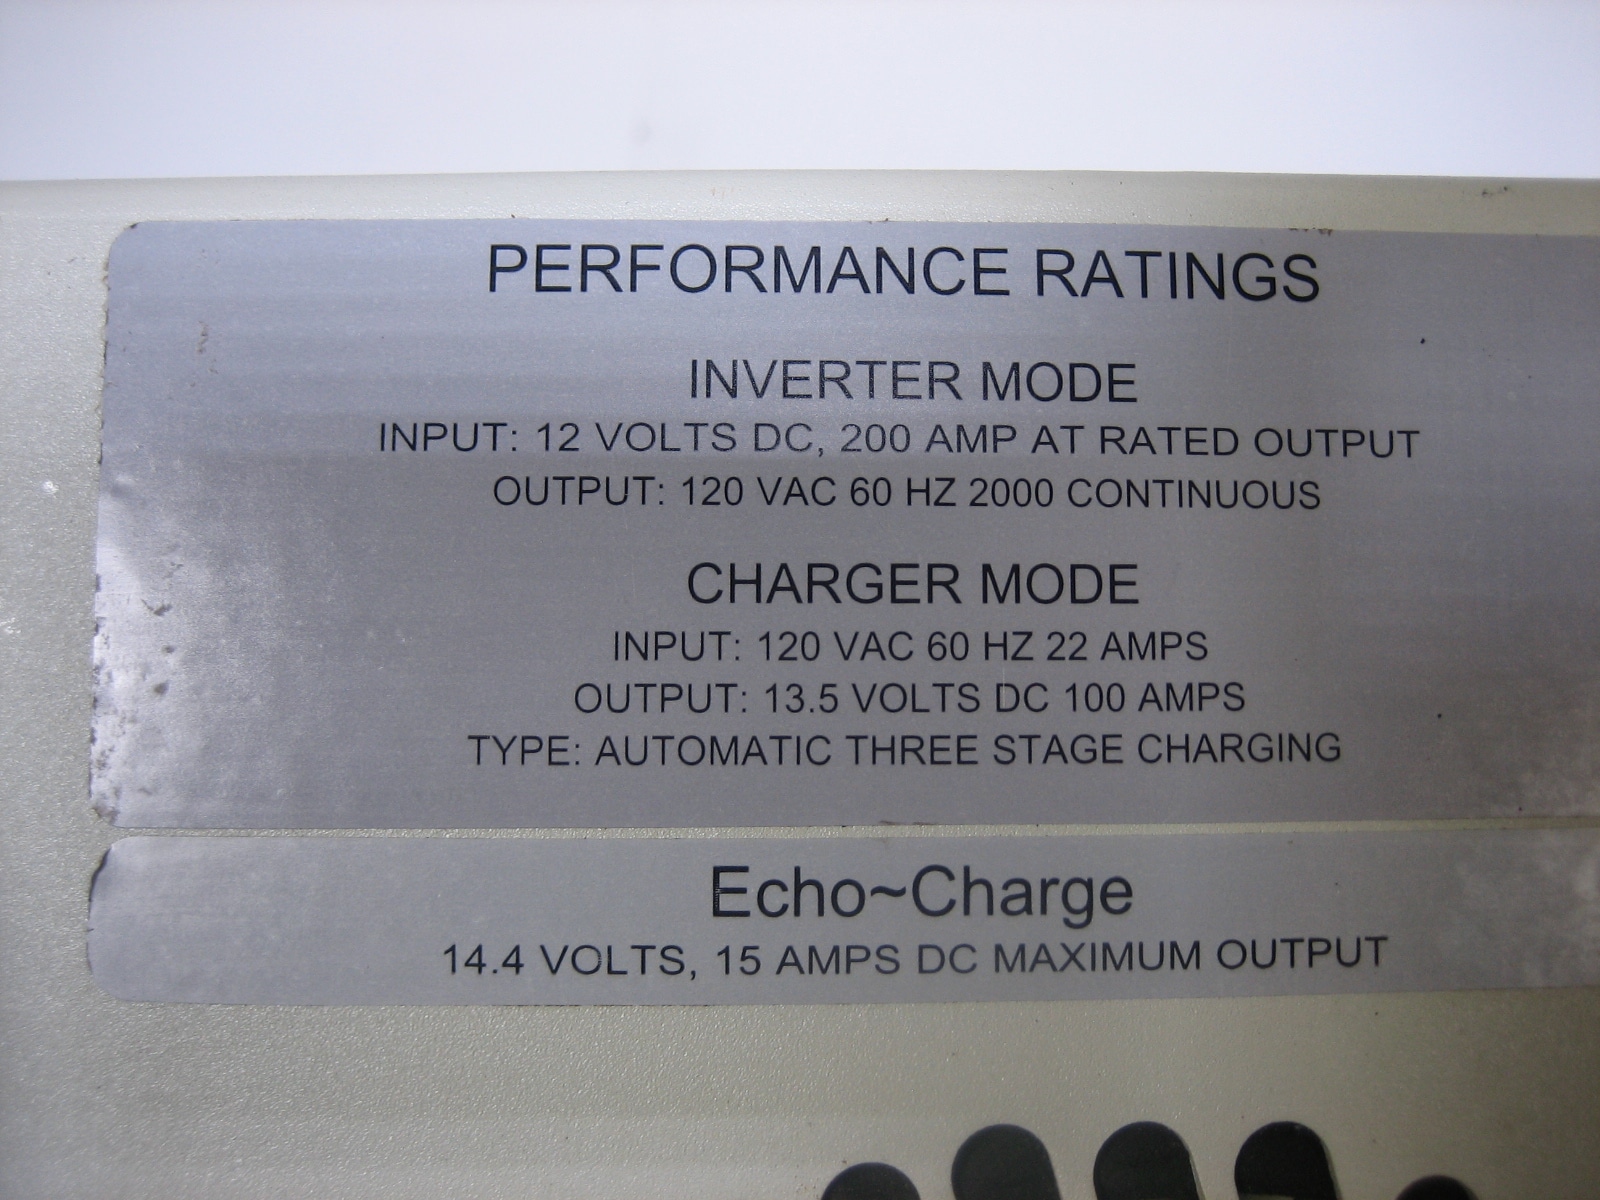 PERFORMANCE RATINGS
INVERTER MODE
INPUT: 12 VOLTS DC, 200 AMP AT RATED OUTPUT
OUTPUT: 120 VAC 60 HZ 2000 CONTINUOUS
CHARGER MODE
INPUT: 120 VAC 60 HZ 22 AMPS
OUTPUT: 13.5 VOLTS DC 100 AMPS
TYPE: AUTOMATIC THREE STAGE CHARGING
Echo~Charge
14.4 VOLTS, 15 AMPS DC MAXIMUM OUTPUT